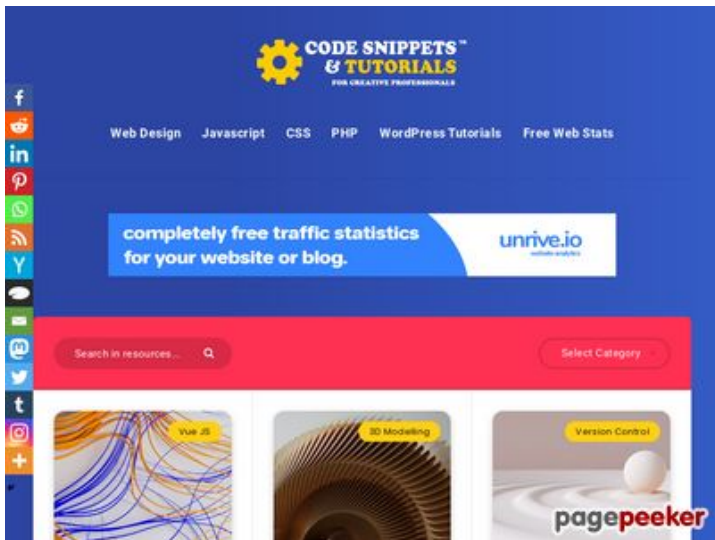 CODE SNIPPETS™
& TUTORIALS
FOR CREATIVE PROFESSIONALS
Web Design Javascript CSS PHP WordPress Tutorials Free Web Stats
completely free traffic statistics
for your website or blog.
unrive.io
website analytics
Search in resources...
Select Category
Vue JS
3D Modelling
Version Control
pagepeeker